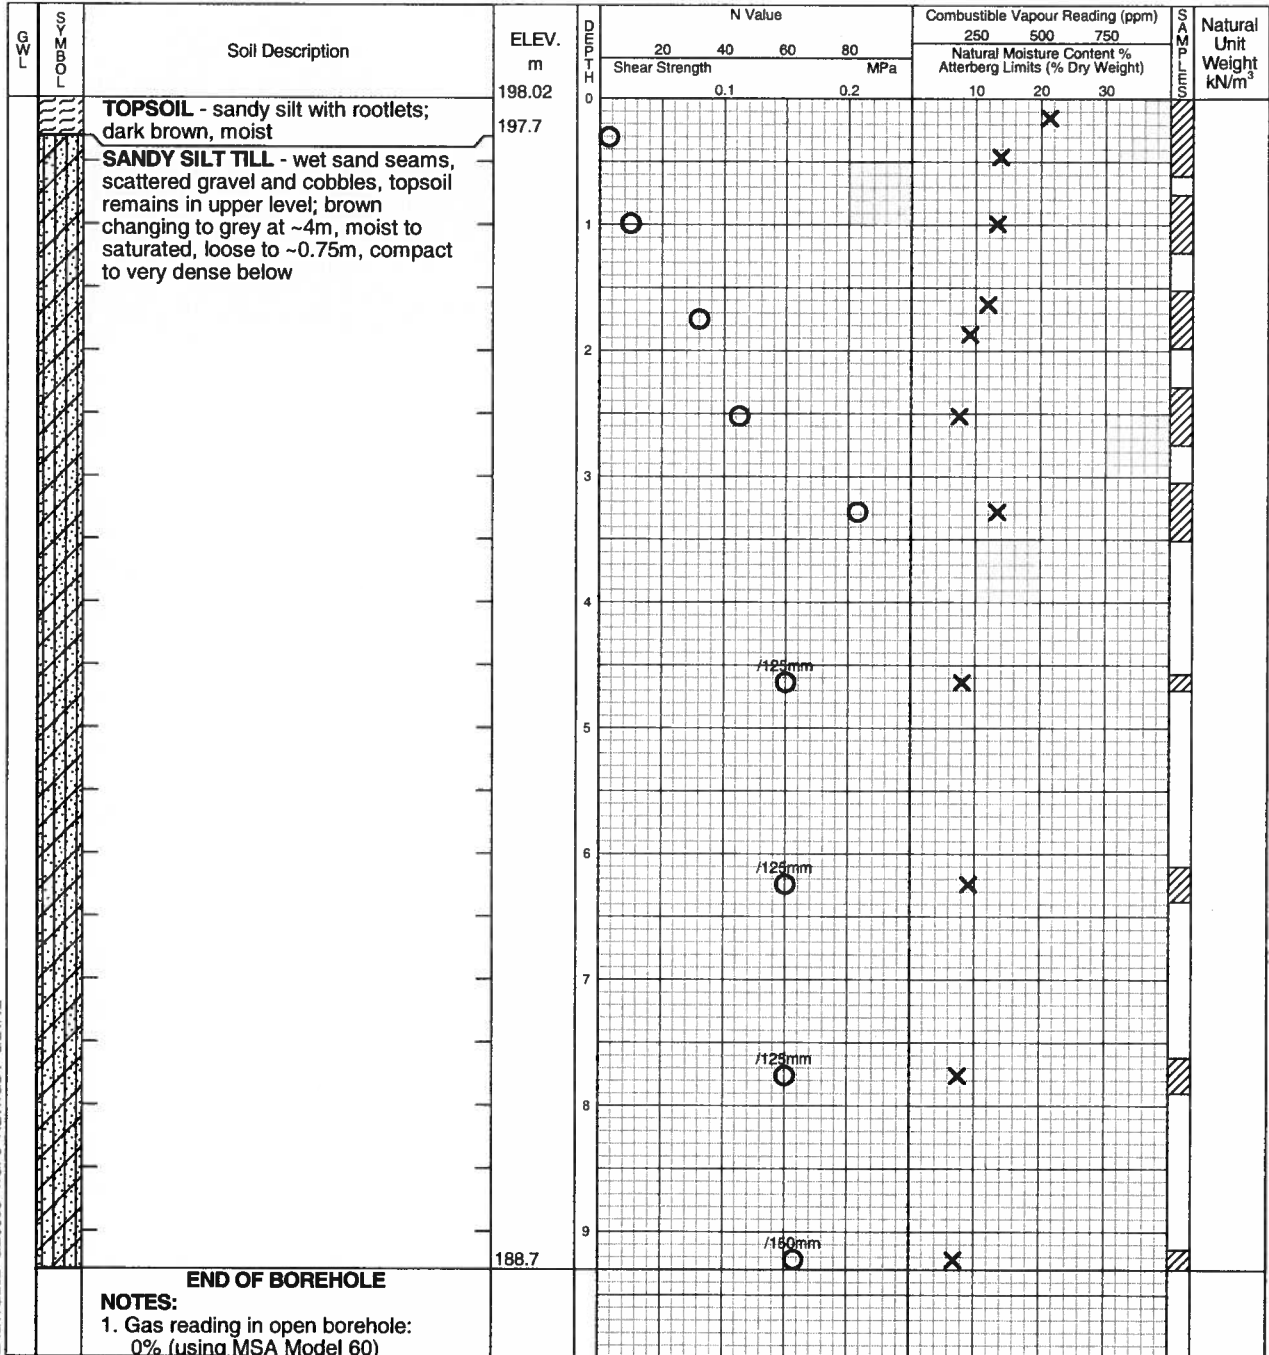 GWL
SYMBOL
Soil Description
ELEV.
m
198.02
DEPTH
N Value
20 40 60 80
Shear Strength MPa
0.1 0.2
Combustible Vapour Reading (ppm)
250 500 750
Natural Moisture Content %
Atterberg Limits (% Dry Weight)
10 20 30
SAMPLES
Natural
Unit
Weight
kN/m³
0
TOPSOIL - sandy silt with rootlets;
dark brown, moist
197.7
SANDY SILT TILL - wet sand seams,
scattered gravel and cobbles, topsoil
remains in upper level; brown
changing to grey at ~4m, moist to
saturated, loose to ~0.75m, compact
to very dense below
1
2
3
4
/125mm
5
6
/125mm
7
/125mm
8
9
/150mm
188.7
END OF BOREHOLE
NOTES:
1. Gas reading in open borehole:
0% (using MSA Model 60)